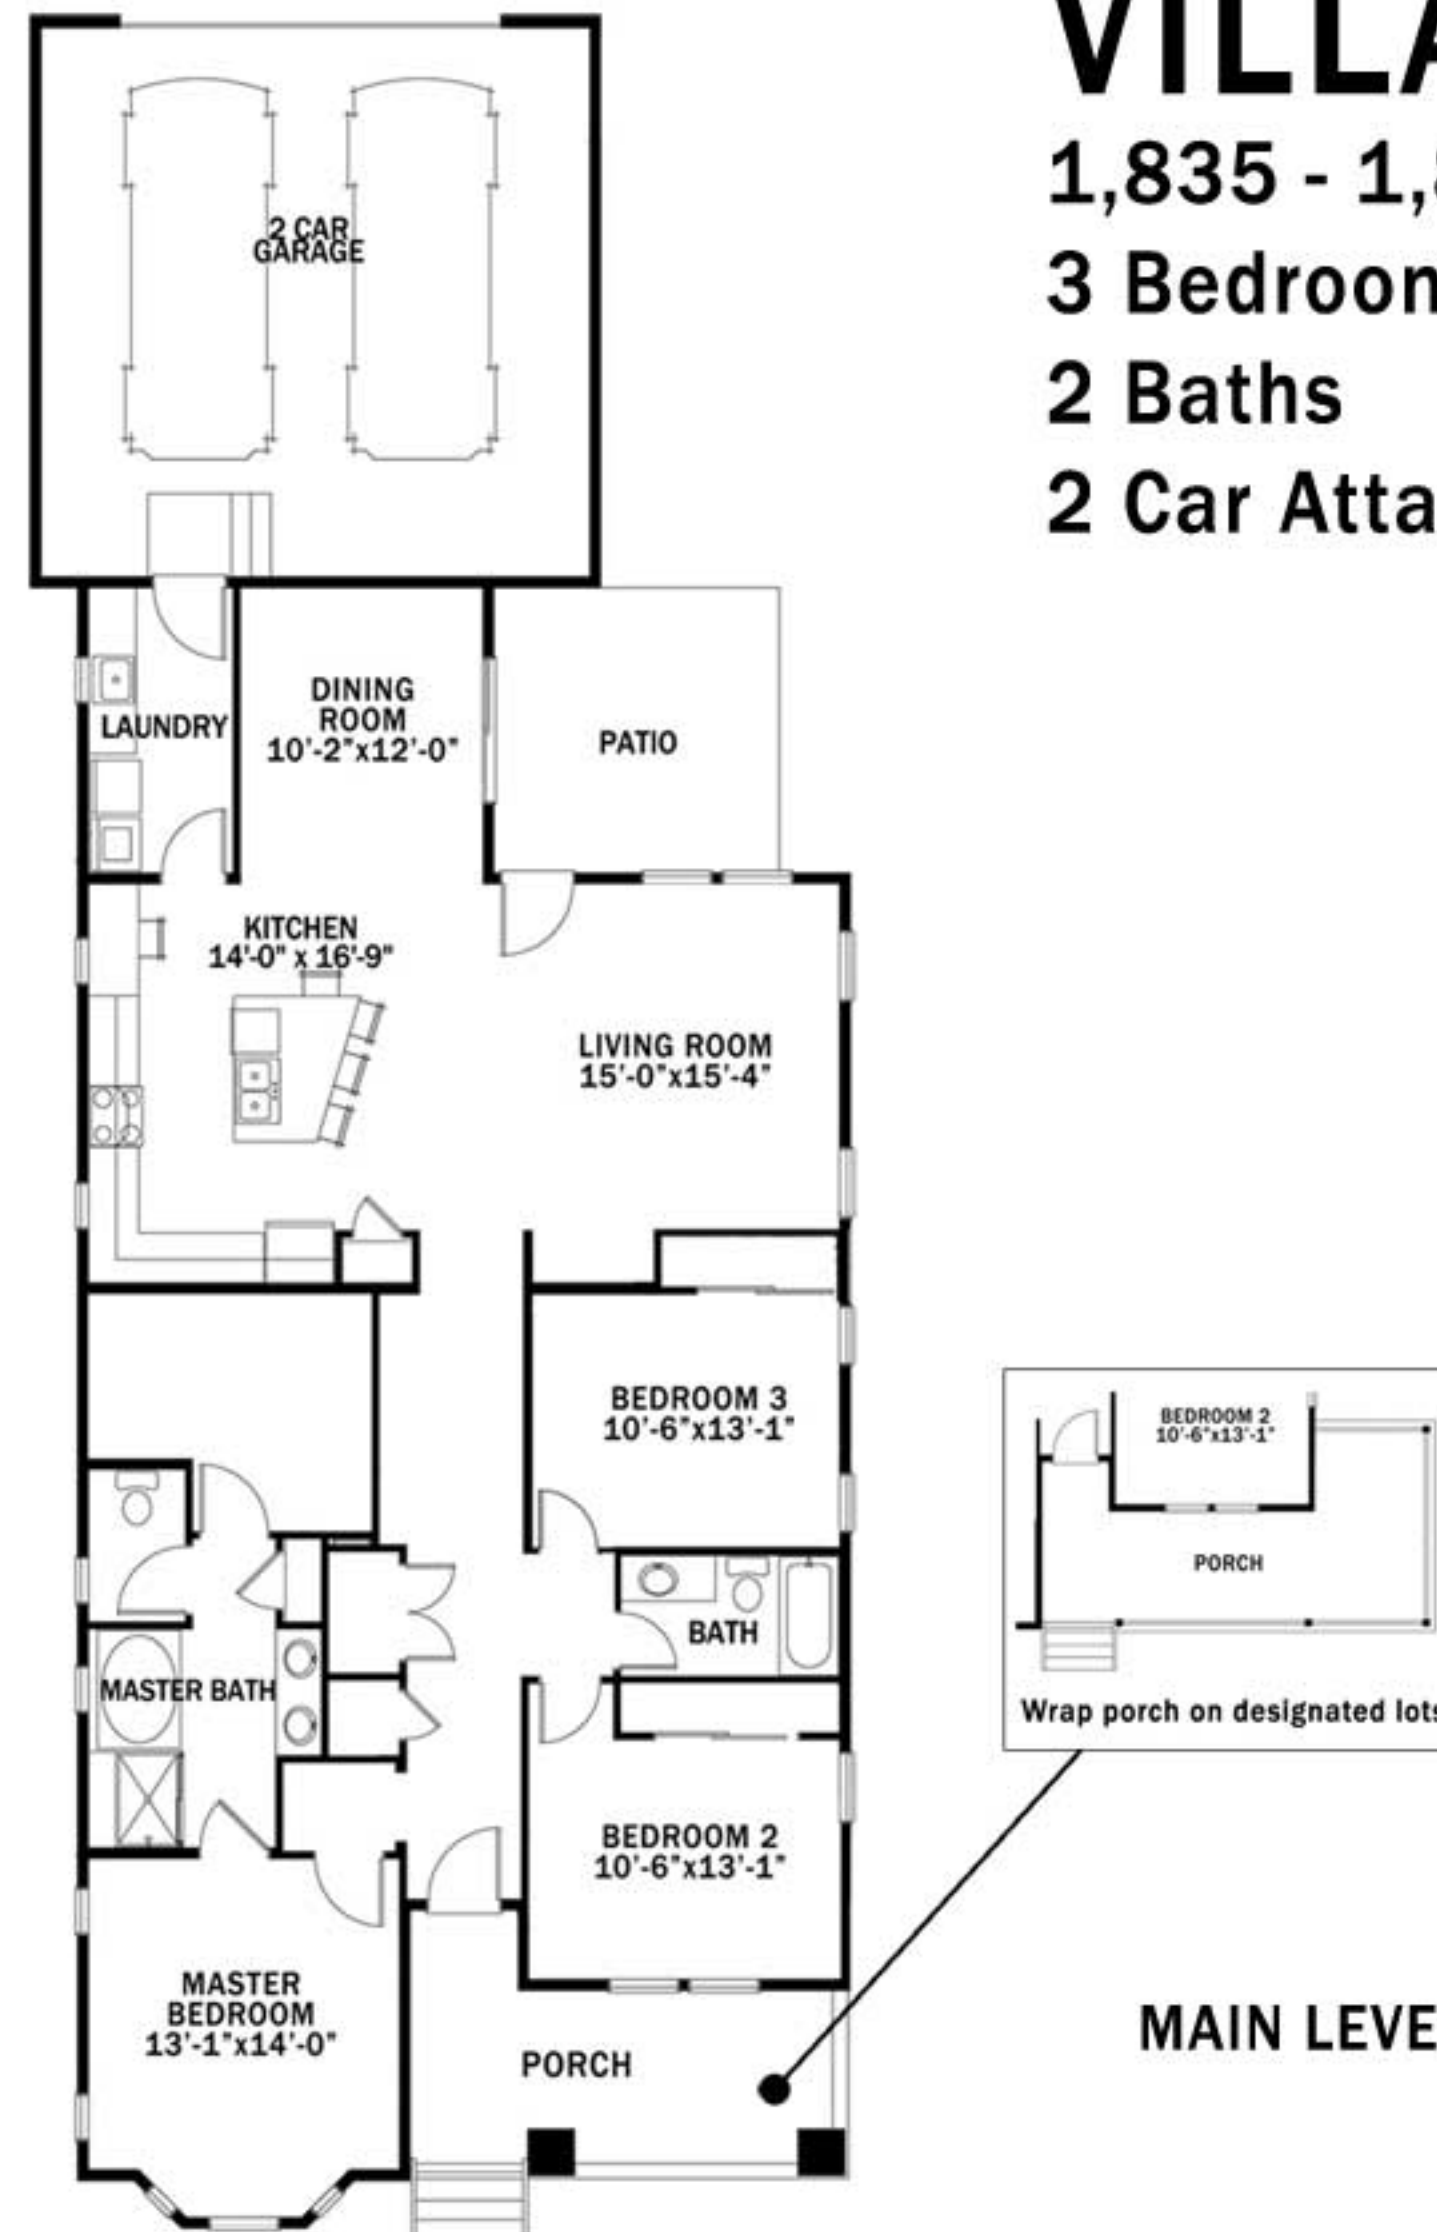 VILLA
1,835 - 1,
3 Bedroom
2 Baths
2 Car Atta
2 CAR
GARAGE
LAUNDRY
DINING
ROOM
10'-2"x12'-0"
PATIO
KITCHEN
14'-0" x 16'-9"
LIVING ROOM
15'-0"x15'-4"
BEDROOM 3
10'-6"x13'-1"
BATH
MASTER BATH
BEDROOM 2
10'-6"x13'-1"
MASTER
BEDROOM
13'-1"x14'-0"
PORCH
BEDROOM 2
10'-6"x13'-1"
PORCH
Wrap porch on designated lots
MAIN LEVE